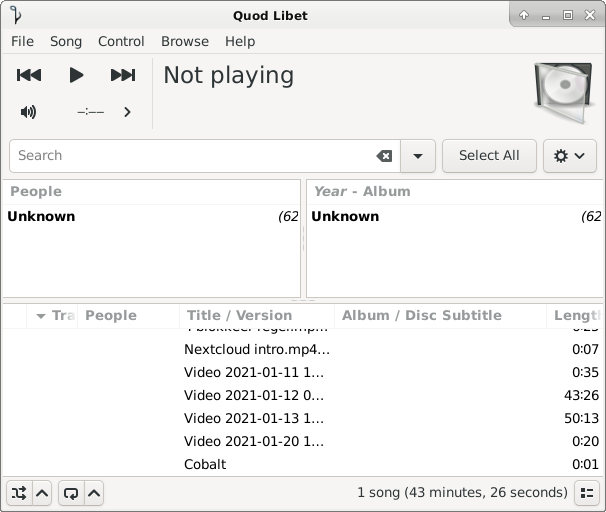 Quod Libet
File Song Control Browse Help
Not playing
--:--
Search
Select All
People
Year - Album
Unknown (62
Unknown (62
Tra People Title / Version Album / Disc Subtitle Lengt
Nextcloud intro.mp4... 0:07
Video 2021-01-11 1... 0:35
Video 2021-01-12 0... 43:26
Video 2021-01-13 1... 50:13
Video 2021-01-20 1... 0:20
Cobalt 0:01
1 song (43 minutes, 26 seconds)